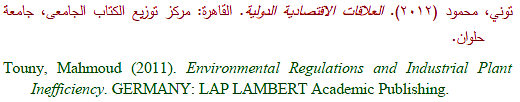 توني، محمود (٢٠١٢). العلاقات الاقتصادية الدولية. القاهرة: مركز توزيع الكتاب الجامعى، جامعة
حلوان.
Touny, Mahmoud (2011). Environmental Regulations and Industrial Plant
Inefficiency. GERMANY: LAP LAMBERT Academic Publishing.